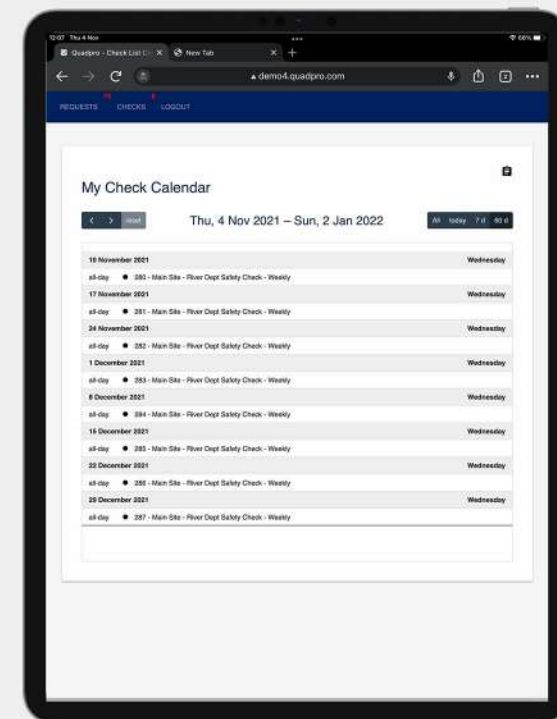 12:07 Thu 4 Nov
60%
Quadpro - Check List C
New Tab
demo4.quadpro.com
REQUESTS CHECKS LOGOUT
My Check Calendar
reset Thu, 4 Nov 2021 – Sun, 2 Jan 2022 All today 7 d 60 d
10 November 2021 Wednesday
all-day 280 - Main Site - River Dept Safety Check - Weekly
17 November 2021 Wednesday
all-day 281 - Main Site - River Dept Safety Check - Weekly
24 November 2021 Wednesday
all-day 282 - Main Site - River Dept Safety Check - Weekly
1 December 2021 Wednesday
all-day 283 - Main Site - River Dept Safety Check - Weekly
8 December 2021 Wednesday
all-day 284 - Main Site - River Dept Safety Check - Weekly
15 December 2021 Wednesday
all-day 285 - Main Site - River Dept Safety Check - Weekly
22 December 2021 Wednesday
all-day 286 - Main Site - River Dept Safety Check - Weekly
29 December 2021 Wednesday
all-day 287 - Main Site - River Dept Safety Check - Weekly